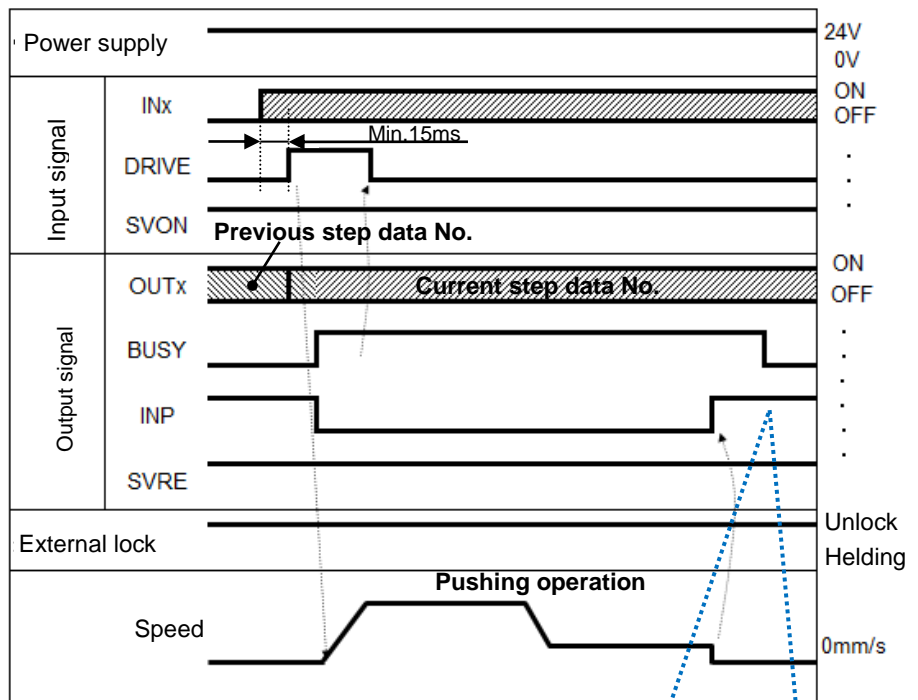 Power supply
24V
0V
Input signal
INx
ON
OFF
Min.15ms
DRIVE
SVON
Previous step data No.
Output signal
OUTx
Current step data No.
ON
OFF
BUSY
INP
SVRE
External lock
Unlock
Helding
Pushing operation
Speed
0mm/s